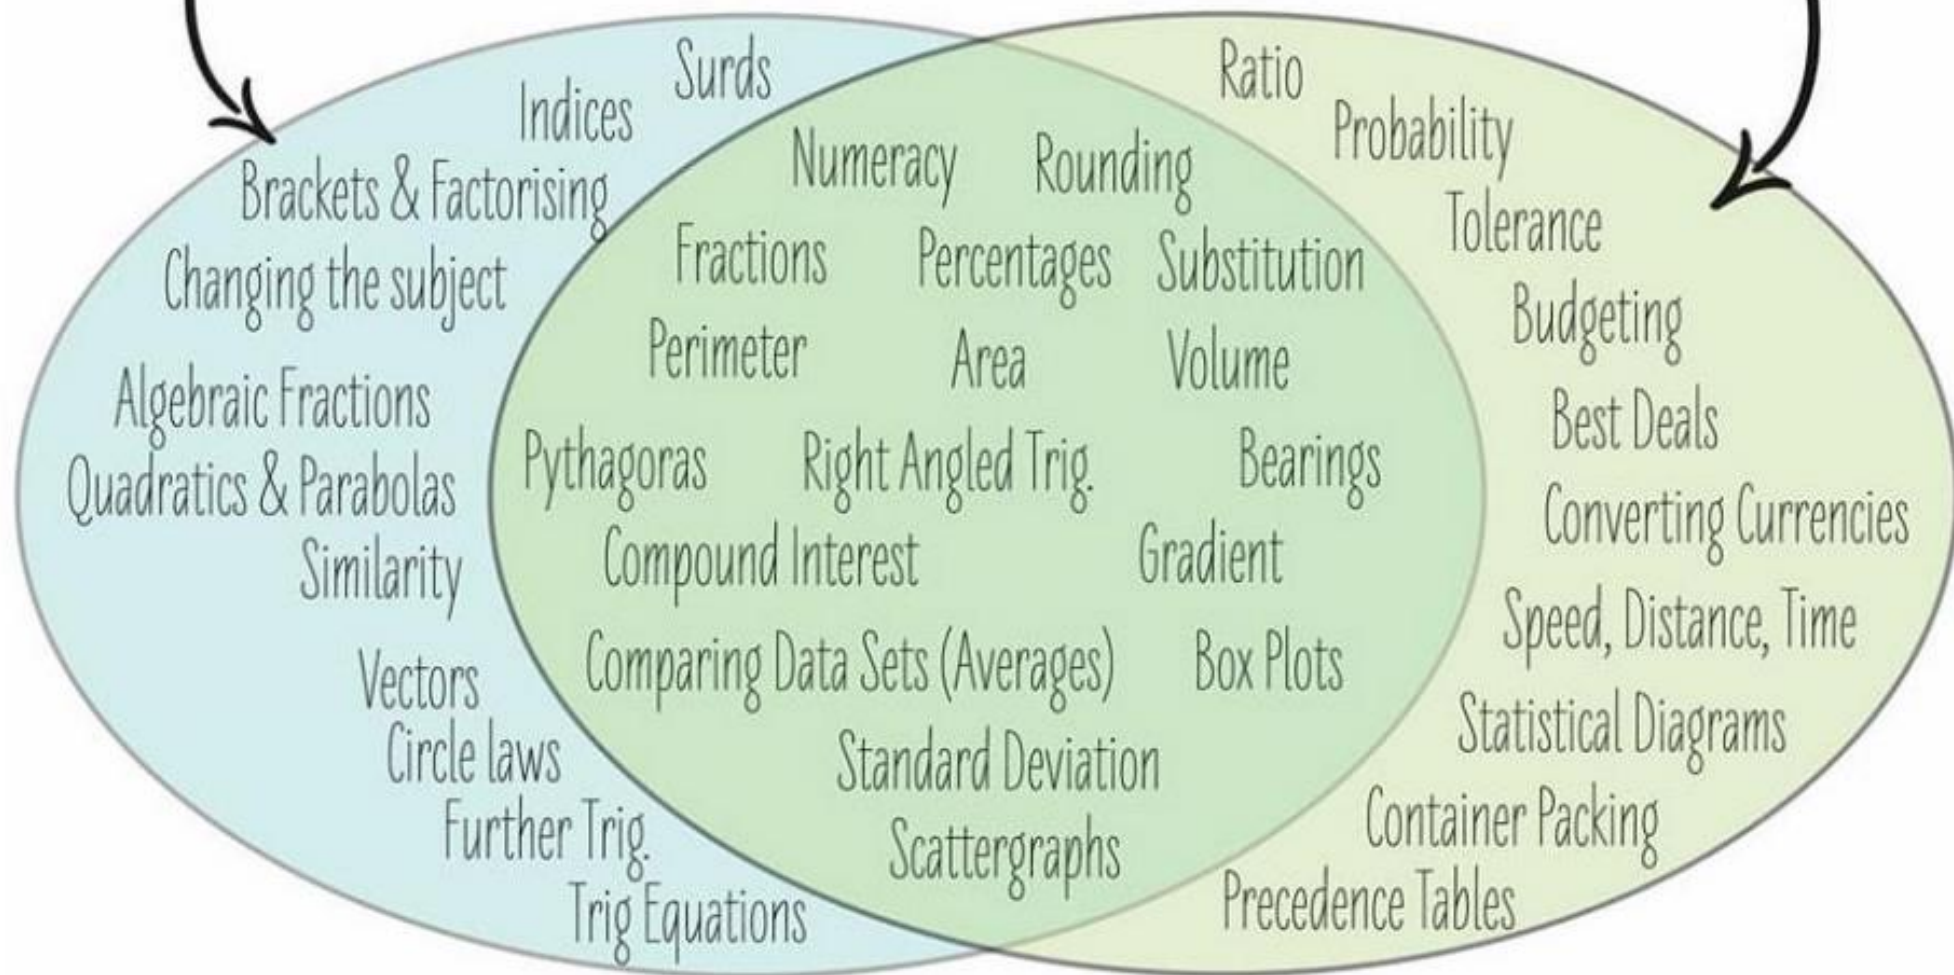 Surds
Indices
Brackets & Factorising
Changing the subject
Algebraic Fractions
Quadratics & Parabolas
Similarity
Vectors
Circle laws
Further Trig.
Trig Equations
Numeracy Rounding
Fractions Percentages Substitution
Perimeter Area Volume
Pythagoras Right Angled Trig. Bearings
Compound Interest Gradient
Comparing Data Sets (Averages) Box Plots
Standard Deviation
Scattergraphs
Ratio
Probability
Tolerance
Budgeting
Best Deals
Converting Currencies
Speed, Distance, Time
Statistical Diagrams
Container Packing
Precedence Tables